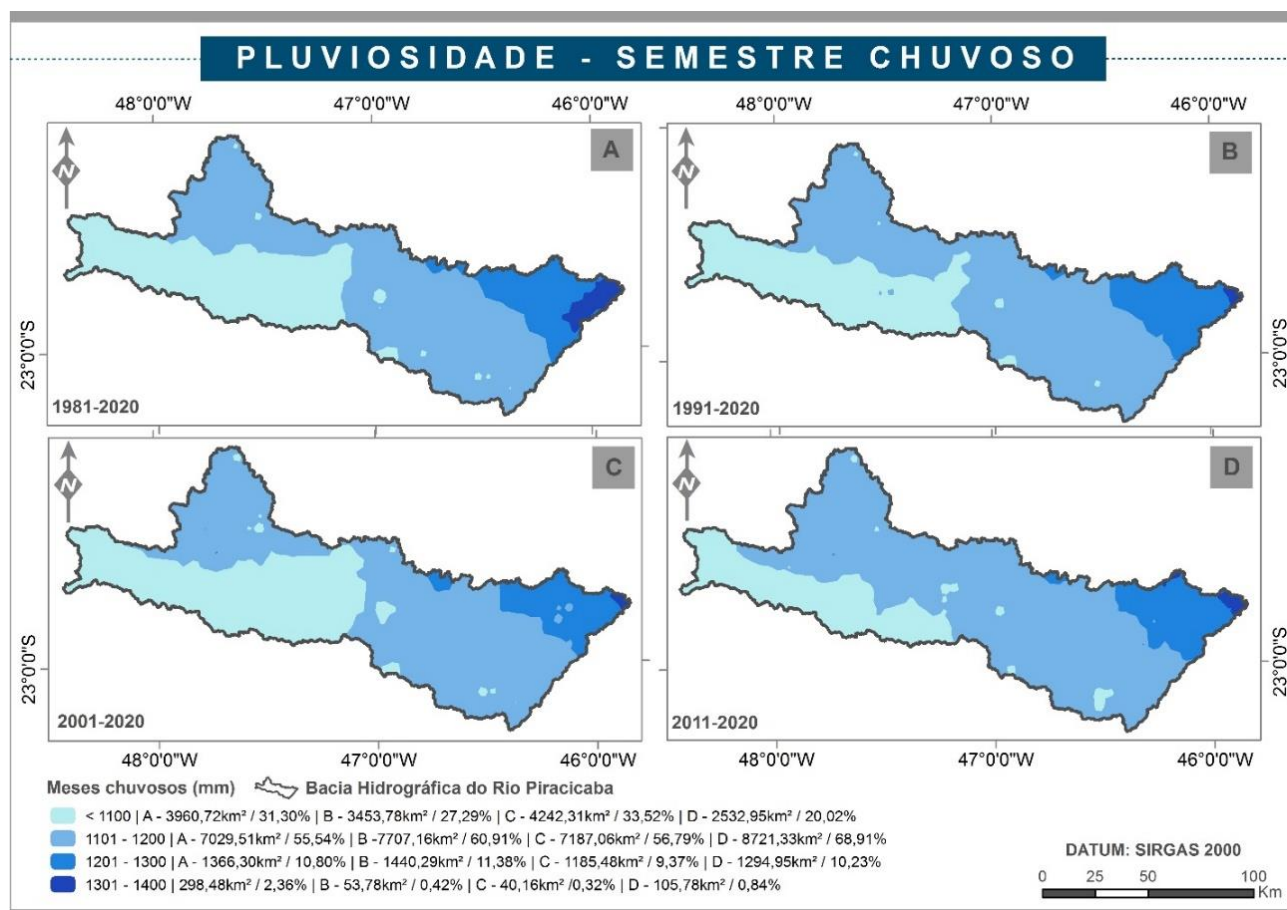 PLUVIOSIDADE - SEMESTRE CHUVOSO
48°0'0"W 47°0'0"W 46°0'0"W 48°0'0"W 47°0'0"W 46°0'0"W
N A N B
23°0'0"S 23°0'0"S
1981-2020 1991-2020
N C N D
23°0'0"S 23°0'0"S
2001-2020 2011-2020
48°0'0"W 47°0'0"W 46°0'0"W 48°0'0"W 47°0'0"W 46°0'0"W
Meses chuvosos (mm) Bacia Hidrográfica do Rio Piracicaba
< 1100 | A - 3960,72km² / 31,30% | B - 3453,78km² / 27,29% | C - 4242,31km² / 33,52% | D - 2532,95km² / 20,02%
1101 - 1200 | A - 7029,51km² / 55,54% | B -7707,16km² / 60,91% | C - 7187,06km² / 56,79% | D - 8721,33km² / 68,91%
1201 - 1300 | A - 1366,30km² / 10,80% | B - 1440,29km² / 11,38% | C - 1185,48km² / 9,37% | D - 1294,95km² / 10,23%
1301 - 1400 | 298,48km² / 2,36% | B - 53,78km² / 0,42% | C - 40,16km² /0,32% | D - 105,78km² / 0,84%
DATUM: SIRGAS 2000
0 25 50 100
Km